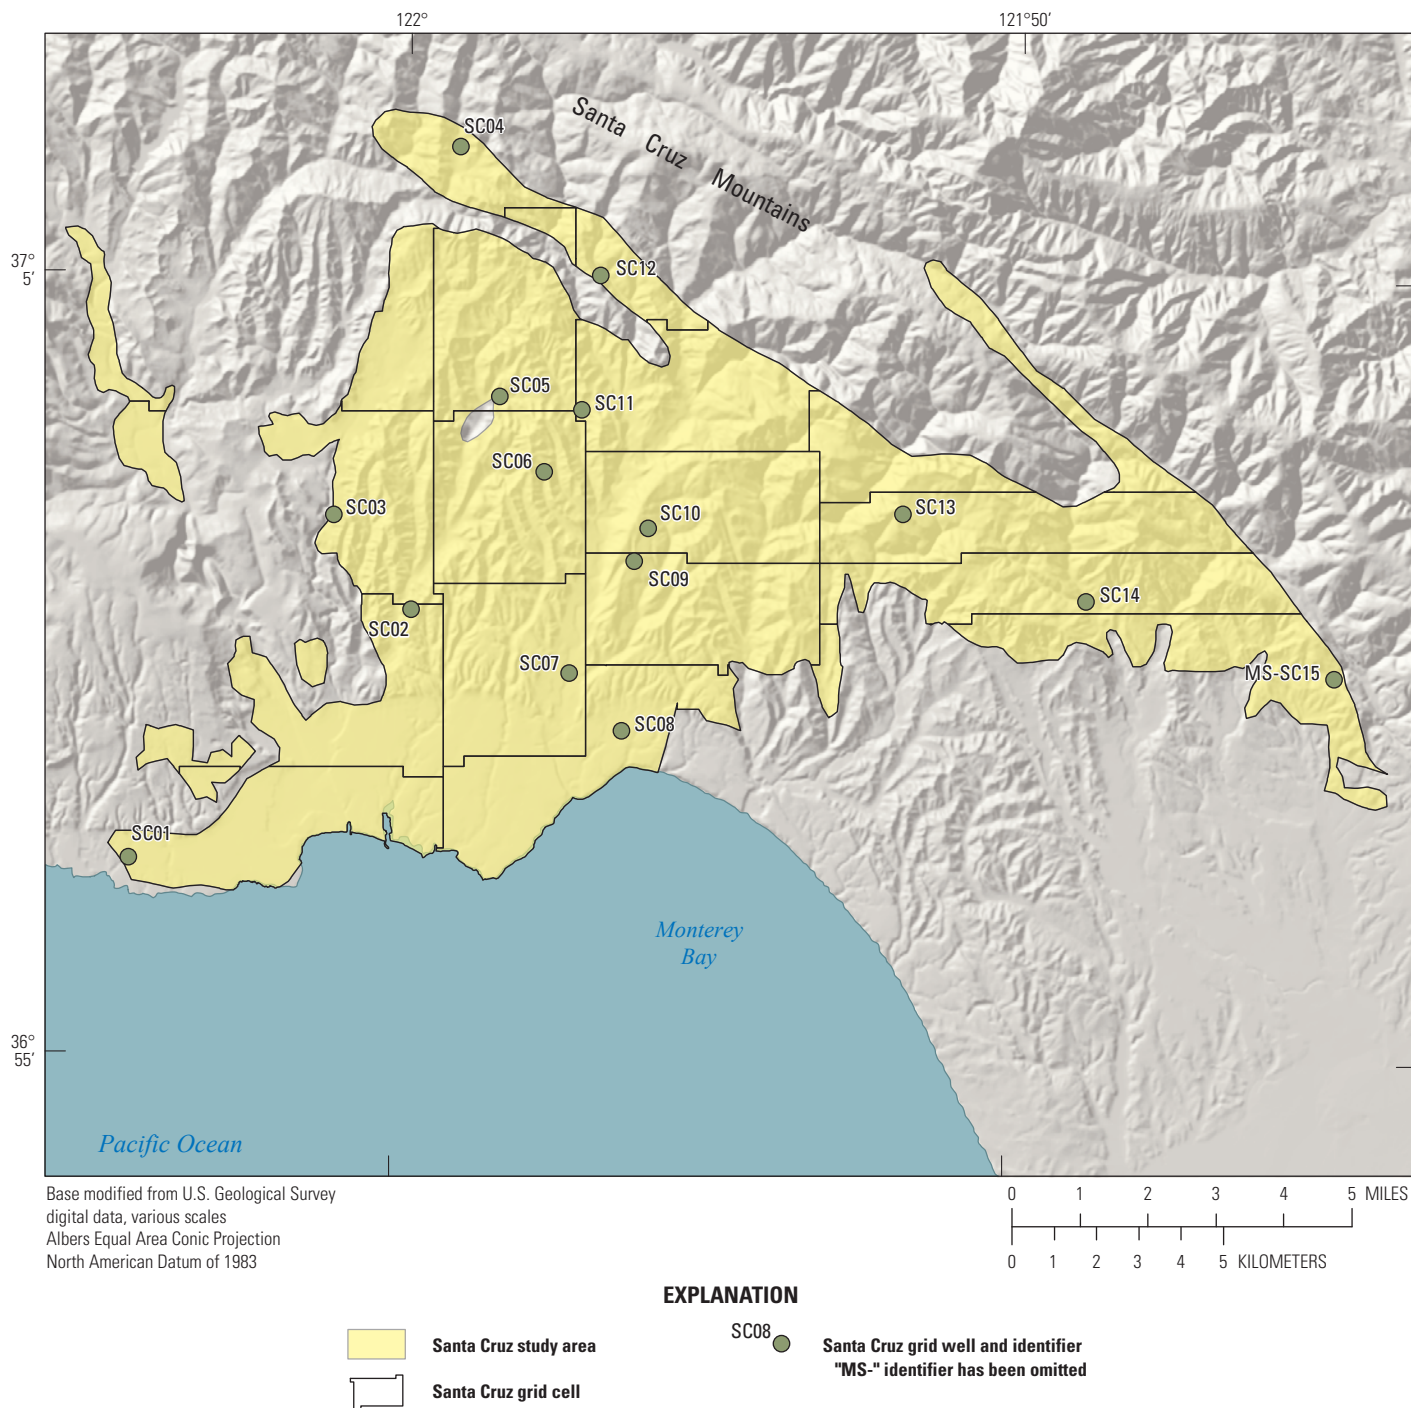 122°
121°50'
SC04
Santa Cruz Mountains
37°
5'
SC12
SC05
SC11
SC06
SC03
SC10
SC13
SC09
SC14
SC02
SC07
MS-SC15
SC08
SC01
Monterey
Bay
36°
55'
Pacific Ocean
Base modified from U.S. Geological Survey
digital data, various scales
Albers Equal Area Conic Projection
North American Datum of 1983
0 1 2 3 4 5 MILES
0 1 2 3 4 5 KILOMETERS
EXPLANATION
Santa Cruz study area
Santa Cruz grid cell
SC08
Santa Cruz grid well and identifier
"MS-" identifier has been omitted